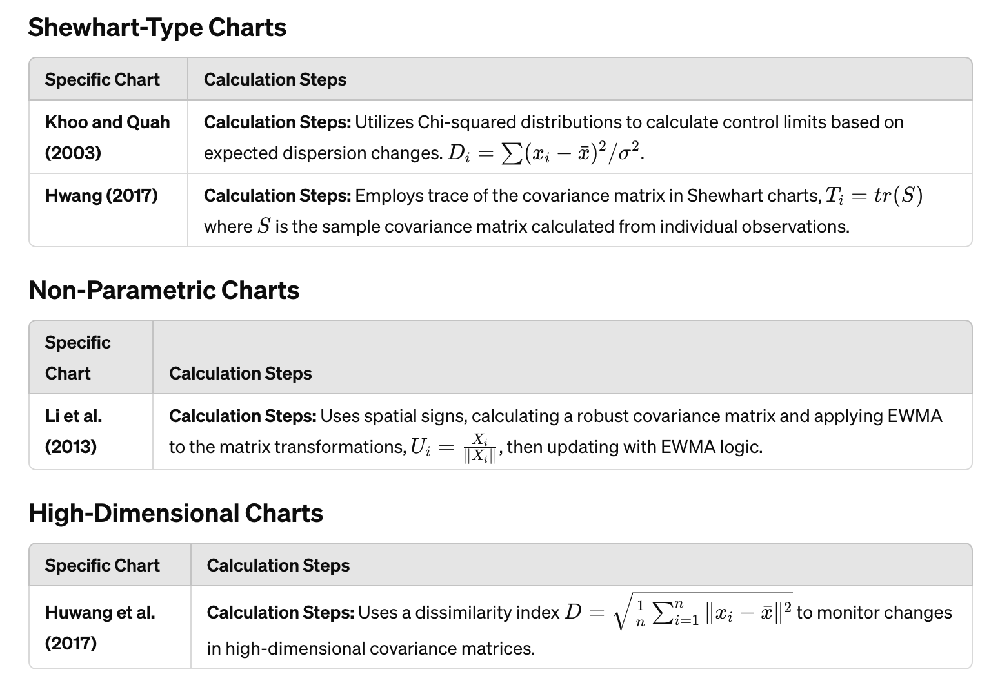 Shewhart-Type Charts
Specific Chart Calculation Steps
Khoo and Quah (2003) Calculation Steps: Utilizes Chi-squared distributions to calculate control limits based on
expected dispersion changes. $D_i = \sum (x_i - \bar{x})^2 / \sigma^2$.
Hwang (2017) Calculation Steps: Employs trace of the covariance matrix in Shewhart charts, $T_i = tr(S)$
where $S$ is the sample covariance matrix calculated from individual observations.
Non-Parametric Charts
Specific Chart Calculation Steps
Li et al. (2013) Calculation Steps: Uses spatial signs, calculating a robust covariance matrix and applying EWMA
to the matrix transformations, $U_i = \frac{X_i}{\|X_i\|}$, then updating with EWMA logic.
High-Dimensional Charts
Specific Chart Calculation Steps
Huwang et al. (2017) Calculation Steps: Uses a dissimilarity index $D = \sqrt{\frac{1}{n} \sum_{i=1}^{n} \|x_i - \bar{x}\|^2}$ to monitor changes
in high-dimensional covariance matrices.